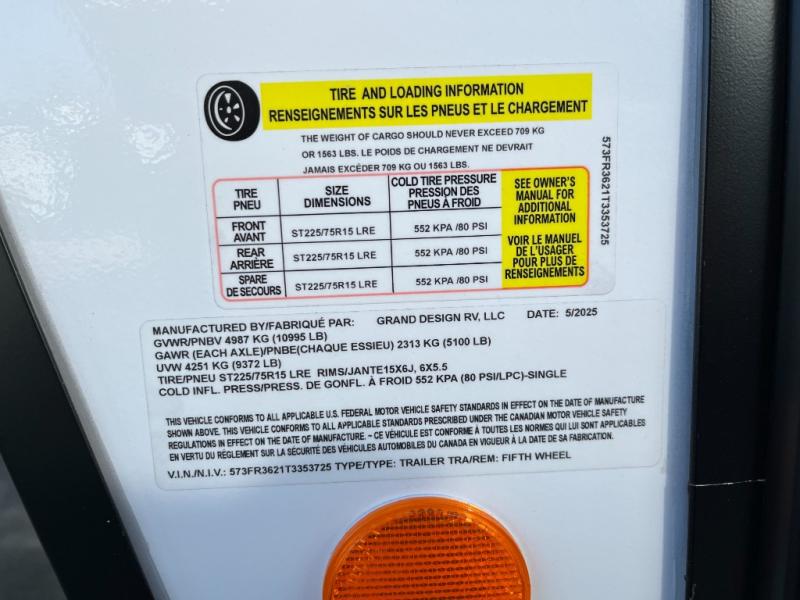 TIRE AND LOADING INFORMATION
RENSEIGNEMENTS SUR LES PNEUS ET LE CHARGEMENT
THE WEIGHT OF CARGO SHOULD NEVER EXCEED 709 KG
OR 1563 LBS. LE POIDS DE CHARGEMENT NE DEVRAIT
JAMAIS EXCÉDER 709 KG OU 1563 LBS.
TIRE
PNEU
SIZE
DIMENSIONS
COLD TIRE PRESSURE
PRESSION DES
PNEUS À FROID
FRONT
AVANT
ST225/75R15 LRE
552 KPA /80 PSI
REAR
ARRIÈRE
ST225/75R15 LRE
552 KPA /80 PSI
SPARE
DE SECOURS
ST225/75R15 LRE
552 KPA /80 PSI
SEE OWNER'S
MANUAL FOR
ADDITIONAL
INFORMATION
VOIR LE MANUEL
DE L'USAGER
POUR PLUS DE
RENSEIGNEMENTS
573FR3621T3353725
MANUFACTURED BY/FABRIQUÉ PAR: GRAND DESIGN RV, LLC DATE: 5/2025
GVWR/PNBV 4987 KG (10995 LB)
GAWR (EACH AXLE)/PNBE(CHAQUE ESSIEU) 2313 KG (5100 LB)
UVW 4251 KG (9372 LB)
TIRE/PNEU ST225/75R15 LRE RIMS/JANTE15X6J, 6X5.5
COLD INFL. PRESS/PRESS. DE GONFL. À FROID 552 KPA (80 PSI/LPC)-SINGLE
THIS VEHICLE CONFORMS TO ALL APPLICABLE U.S. FEDERAL MOTOR VEHICLE SAFETY STANDARDS IN EFFECT ON THE DATE OF MANUFACTURE
SHOWN ABOVE. THIS VEHICLE CONFORMS TO ALL APPLICABLE STANDARDS PRESCRIBED UNDER THE CANADIAN MOTOR VEHICLE SAFETY
REGULATIONS IN EFFECT ON THE DATE OF MANUFACTURE. ~ CE VÉHICULE EST CONFORME À TOUTES LES NORMES QUI LUI SONT APPLICABLES
EN VERTU DU RÉGLEMENT SUR LA SÉCURITÉ DES VÉHICULES AUTOMOBILES DU CANADA EN VIGUEUR À LA DATE DE SA FABRICATION.
V.I.N./N.I.V.: 573FR3621T3353725 TYPE/TYPE: TRAILER TRA/REM: FIFTH WHEEL